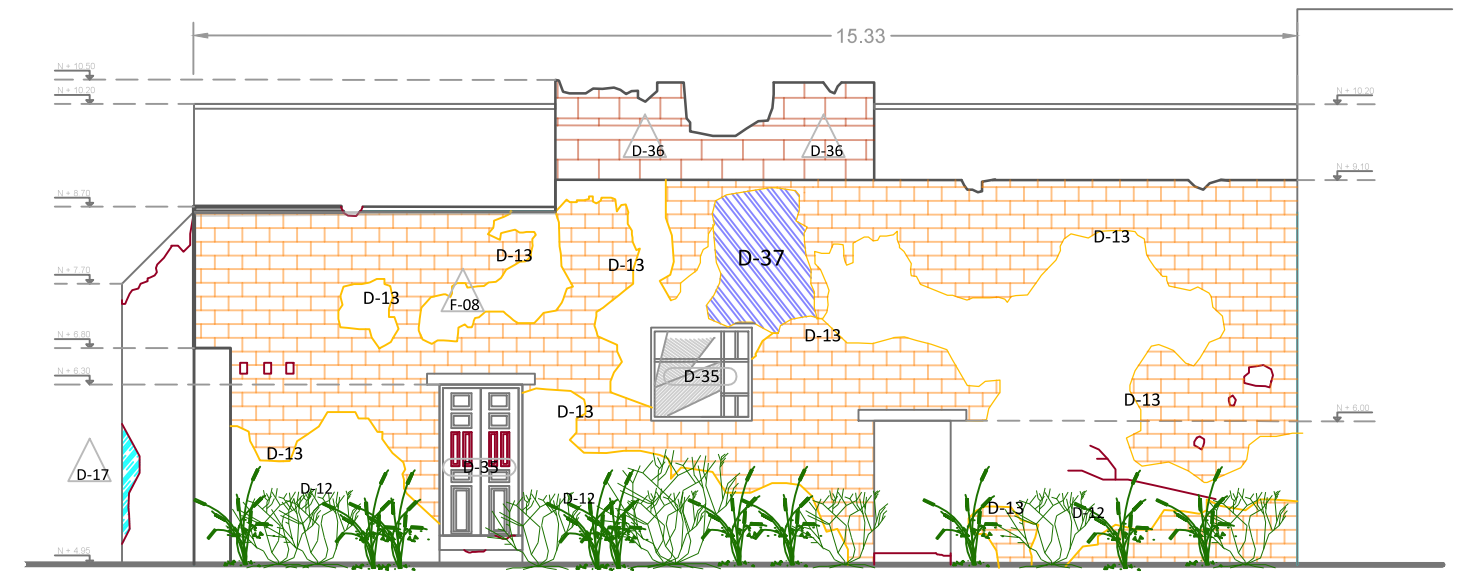 15.33
N + 10.50
N + 10.20
N + 10.20
D-36
D-36
N + 9.10
N + 8.70
D-13
D-13
D-37
D-13
N + 7.70
D-13
F-08
D-13
N + 6.80
N + 6.30
D-35
D-13
D-13
N + 6.00
D-13
D-17
D-35
D-12
D-12
D-13
D-12
N + 4.95